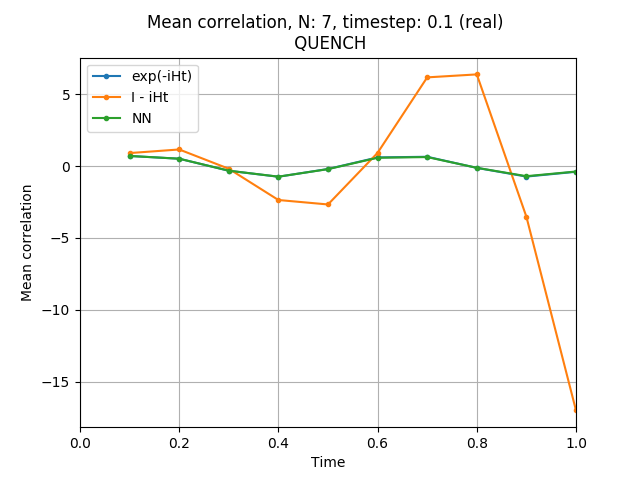 Mean correlation, N: 7, timestep: 0.1 (real)
QUENCH
exp(-iHt)
I - iHt
NN
5
0
−5
−10
−15
Mean correlation
0.0 0.2 0.4 0.6 0.8 1.0
Time